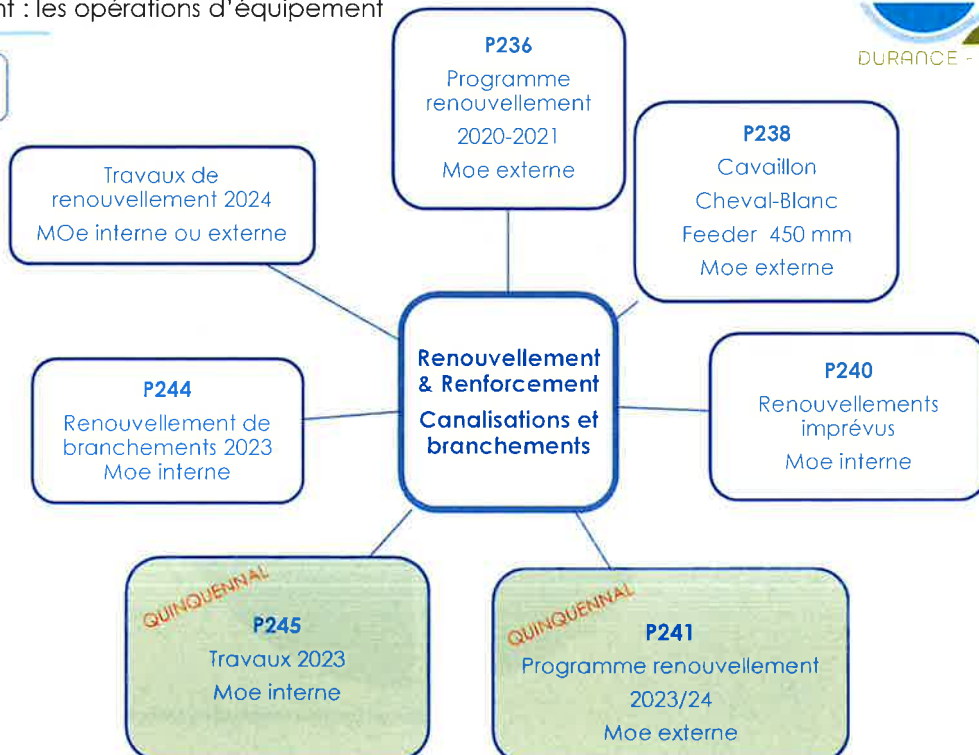 nt : les opérations d'équipement
DURANCE -
P236
Programme
renouvellement
2020-2021
Moe externe
P238
Cavaillon
Cheval-Blanc
Feeder 450 mm
Moe externe
Travaux de
renouvellement 2024
MOe interne ou externe
Renouvellement
& Renforcement
Canalisations et
branchements
P240
Renouvellements
imprévus
Moe interne
P244
Renouvellement de
branchements 2023
Moe interne
QUINQUENNAL
P245
Travaux 2023
Moe interne
QUINQUENNAL
P241
Programme renouvellement
2023/24
Moe externe